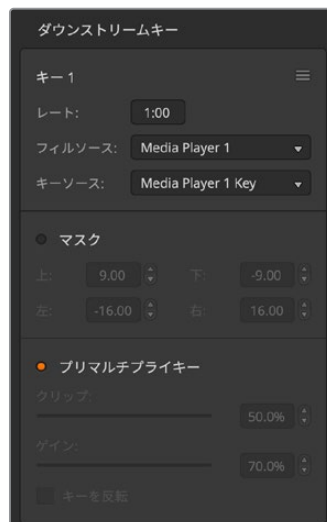 ダウンストリームキー
キー 1
レート: 1:00
フィルソース: Media Player 1
キーソース: Media Player 1 Key
マスク
上: 9.00 下: -9.00
左: -16.00 右: 16.00
プリマルチプライキー
クリップ:
50.0%
ゲイン:
70.0%
キーを反転